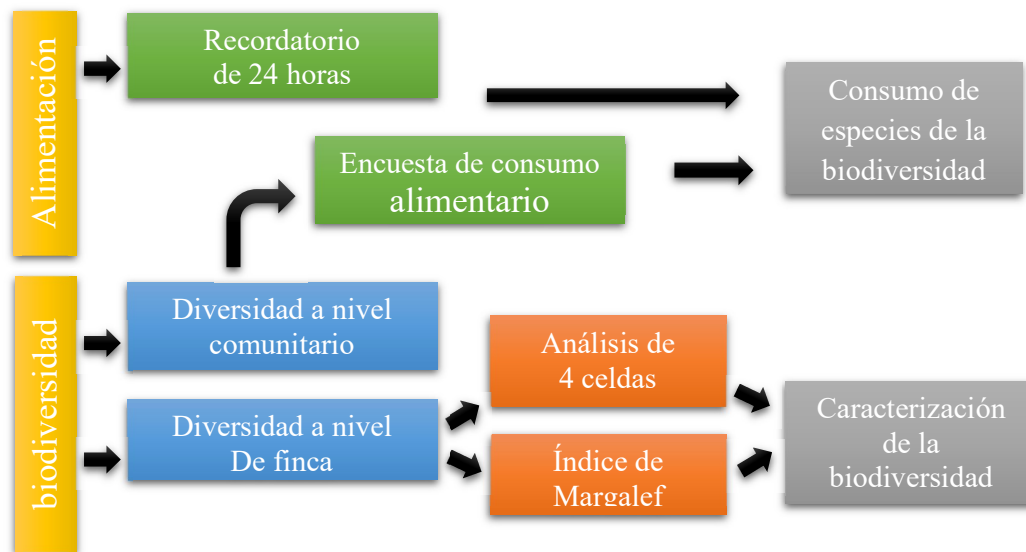 Alimentación
Recordatorio
de 24 horas
Encuesta de consumo
alimentario
Consumo de
especies de la
biodiversidad
biodiversidad
Diversidad a nivel
comunitario
Diversidad a nivel
De finca
Análisis de
4 celdas
Índice de
Margalef
Caracterización
de la
biodiversidad